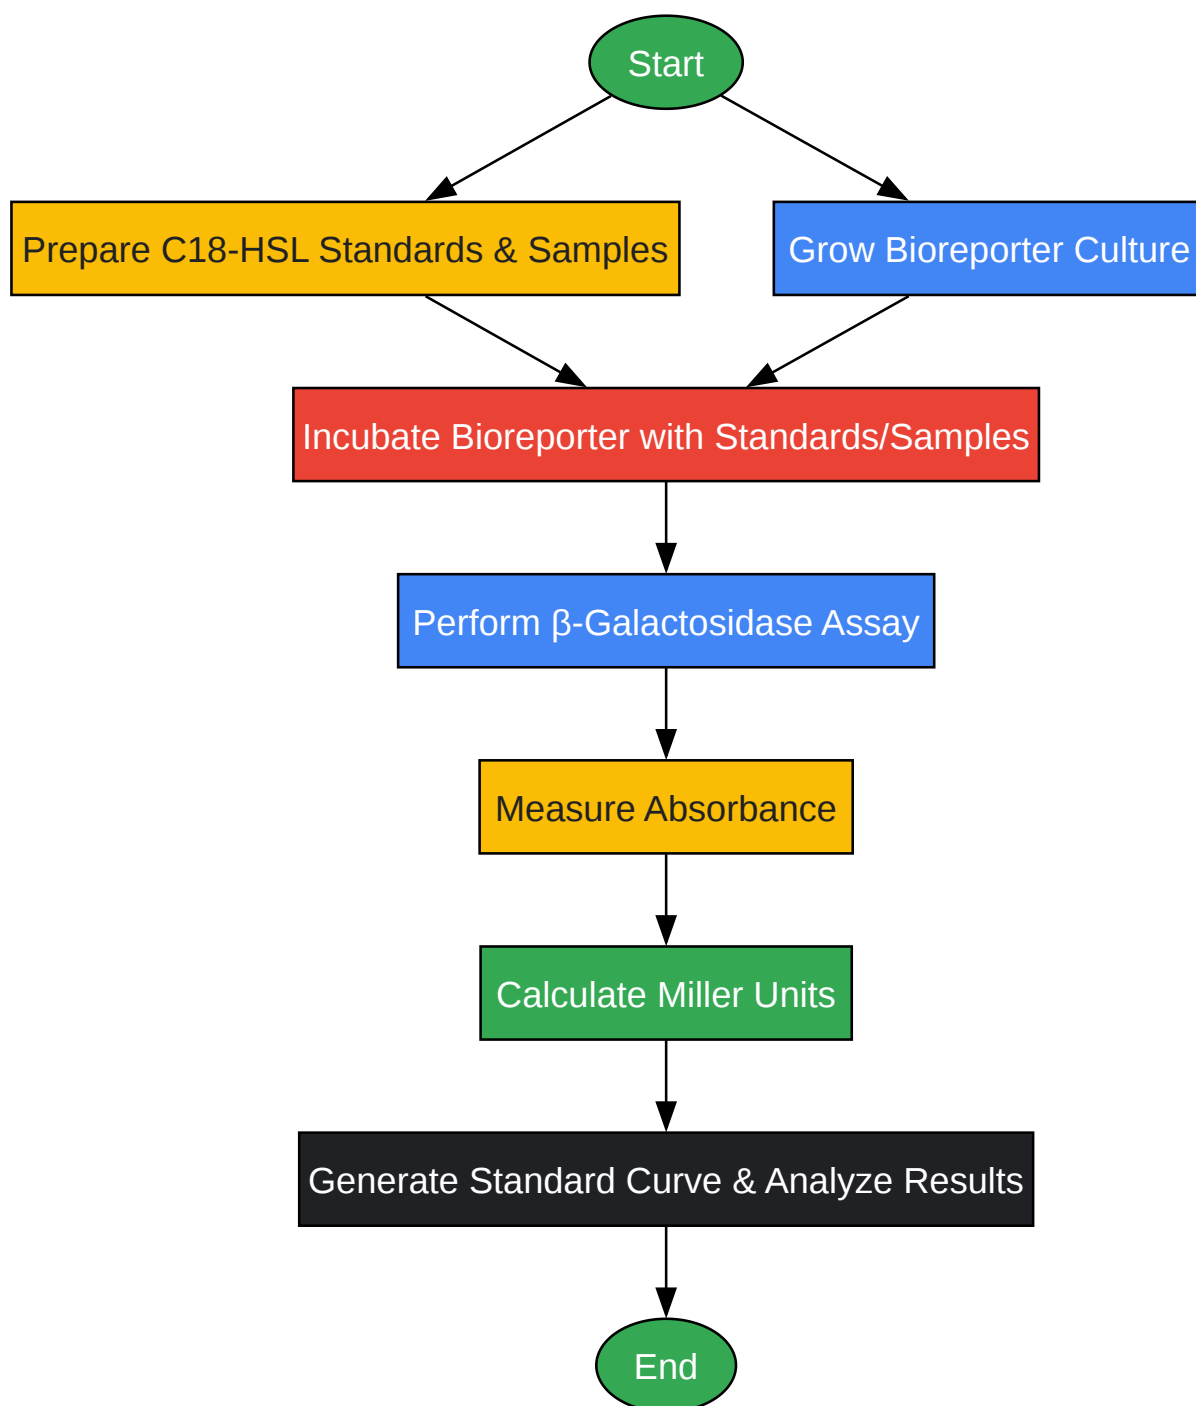 Start
Prepare C18-HSL Standards & Samples
Grow Bioreporter Culture
Incubate Bioreporter with Standards/Samples
Perform β-Galactosidase Assay
Measure Absorbance
Calculate Miller Units
Generate Standard Curve & Analyze Results
End